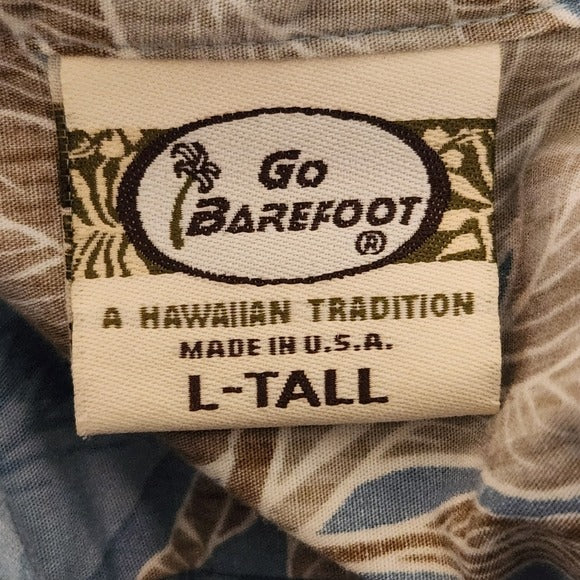 Go
BAREFOOT
®
A HAWAIIAN TRADITION
MADE IN U.S.A.
L-TALL